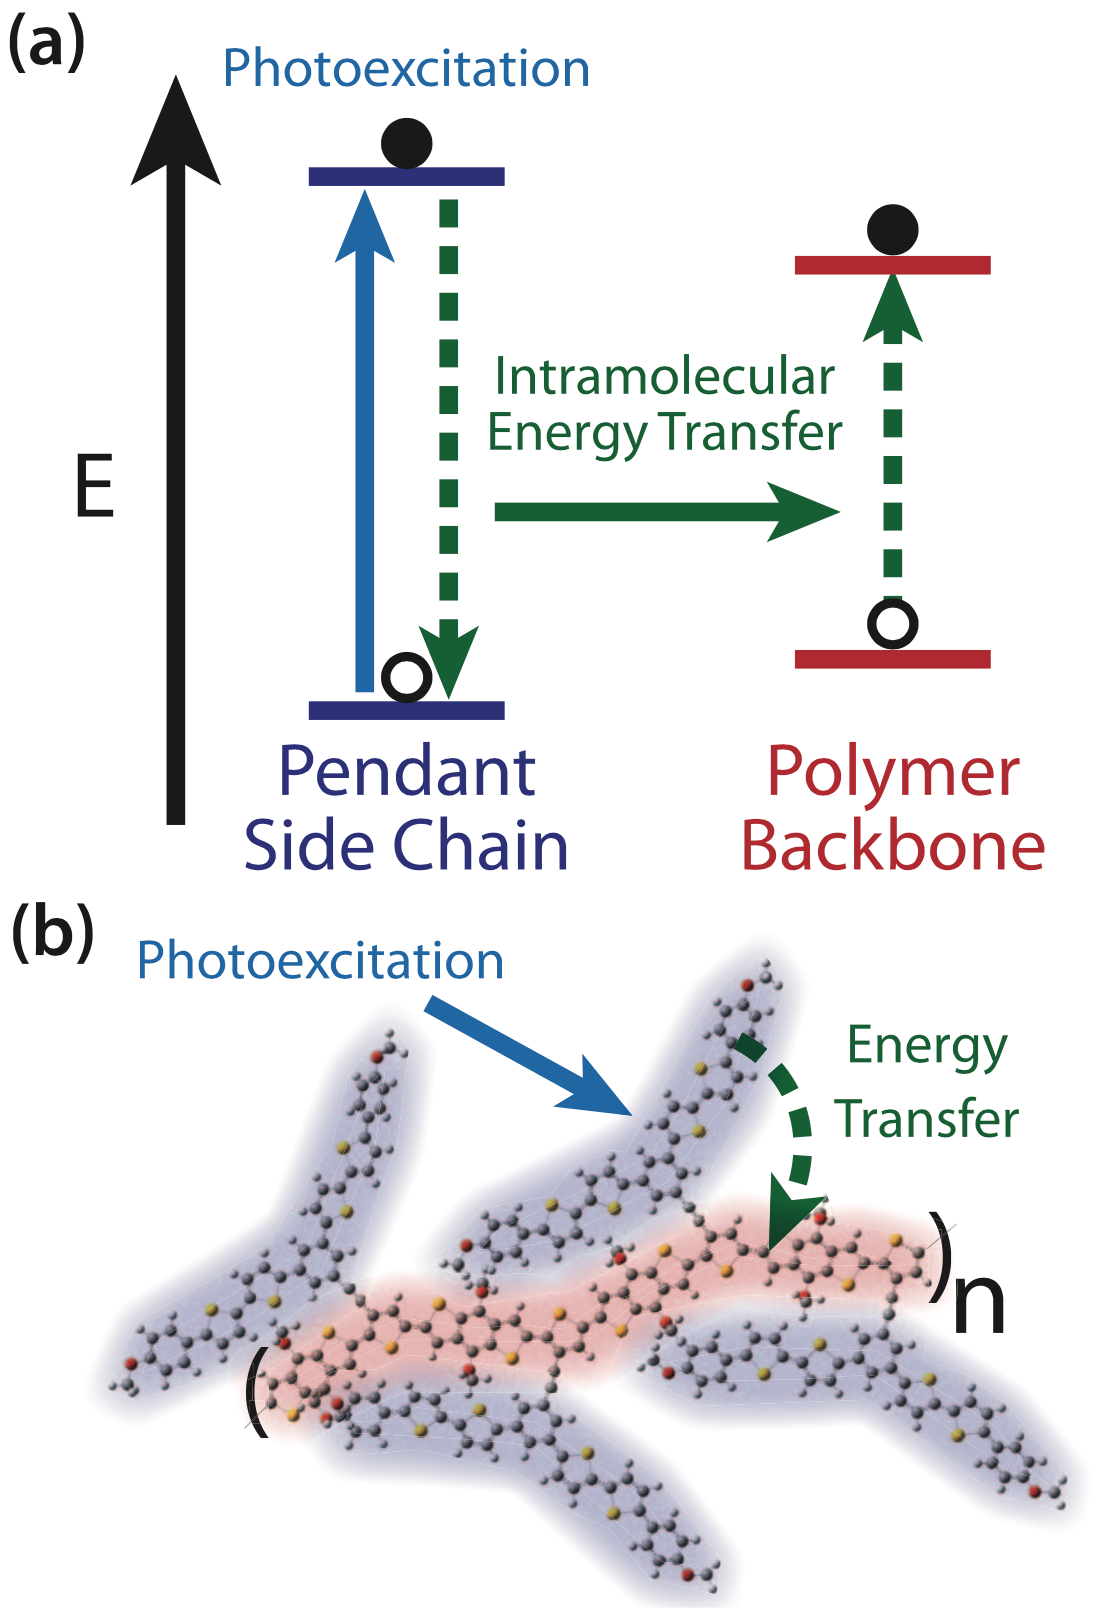 (a)
Photoexcitation
Intramolecular
Energy Transfer
E
Pendant
Side Chain
Polymer
Backbone
(b)
Photoexcitation
Energy
Transfer
)n
(